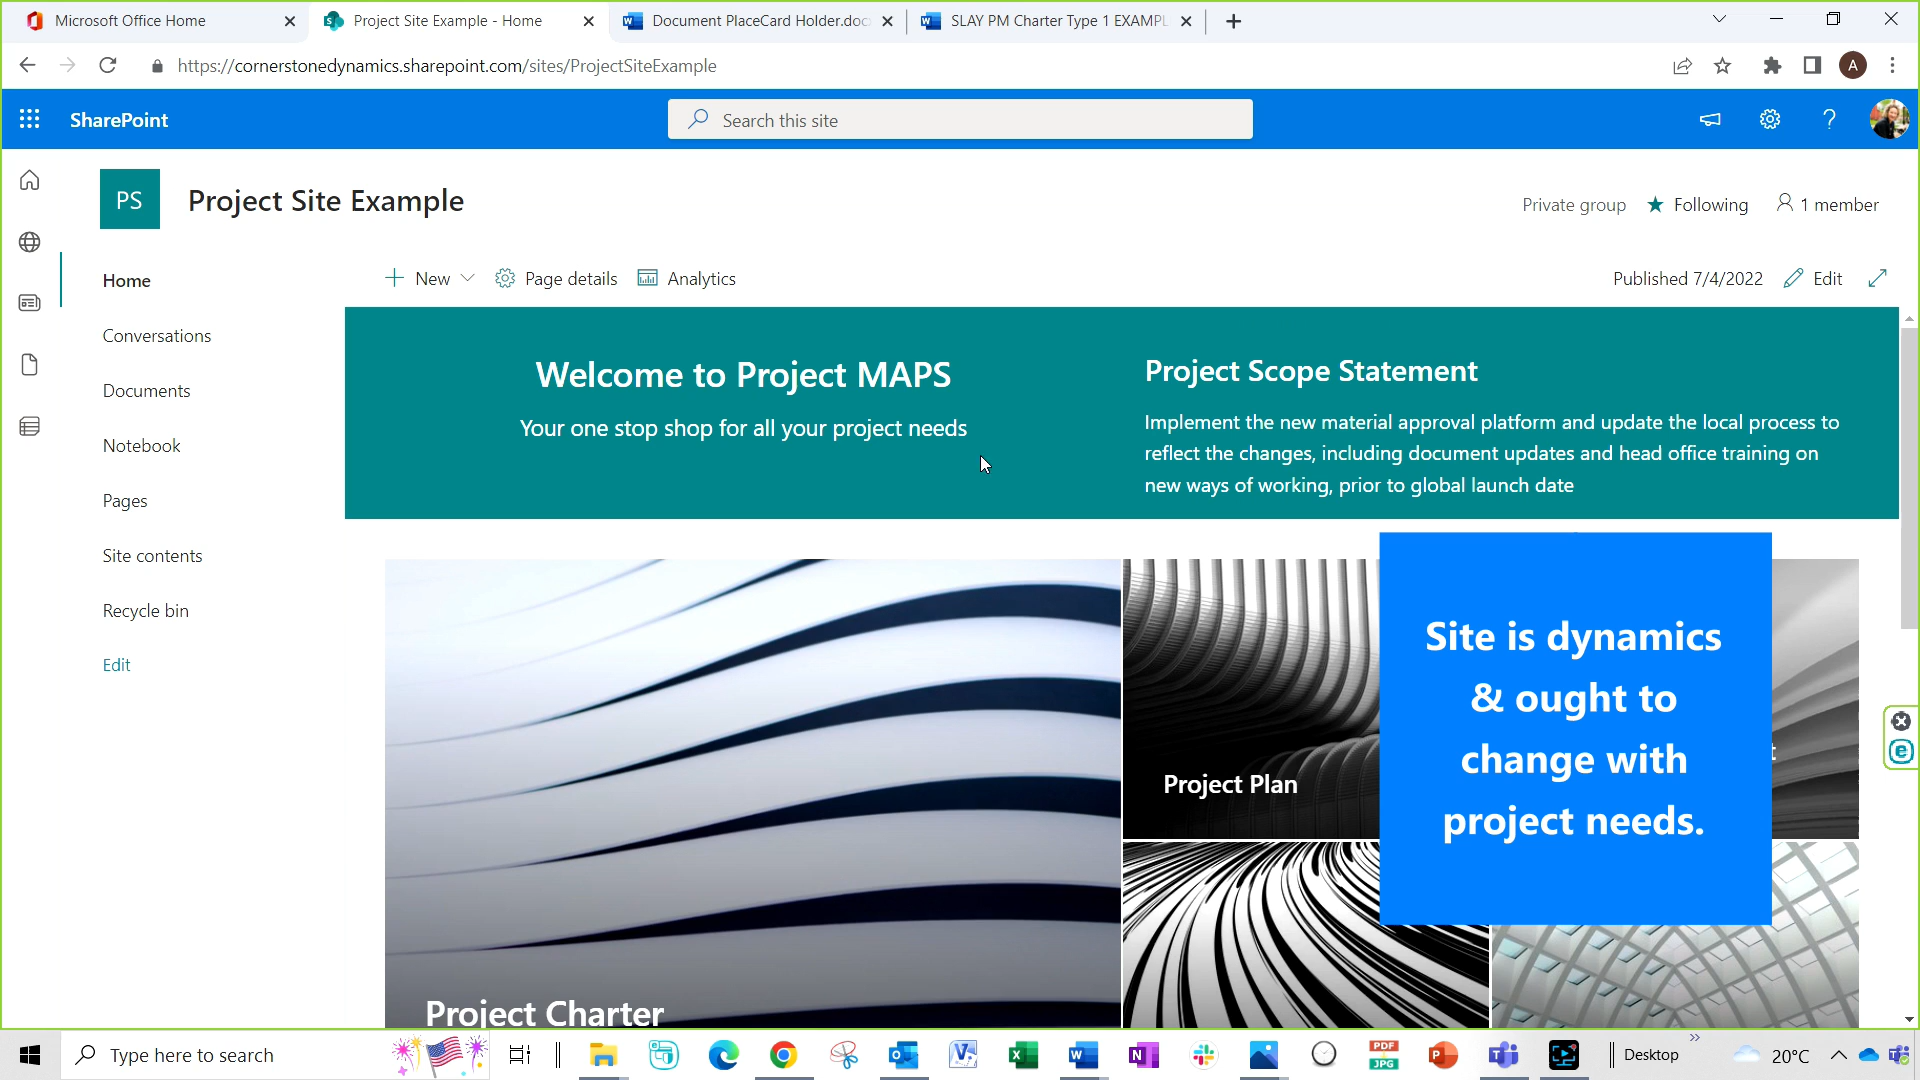 Microsoft Office Home
Project Site Example - Home
Document PlaceCard Holder.doc
SLAY PM Charter Type 1 EXAMPL
https://cornerstonedynamics.sharepoint.com/sites/ProjectSiteExample
A
SharePoint
Search this site
PS
Project Site Example
Private group
Following
1 member
Home
Conversations
Documents
Notebook
Pages
Site contents
Recycle bin
Edit
New
Page details
Analytics
Published 7/4/2022
Edit
Welcome to Project MAPS
Your one stop shop for all your project needs
Project Scope Statement
Implement the new material approval platform and update the local process to
reflect the changes, including document updates and head office training on
new ways of working, prior to global launch date
Project Plan
Site is dynamics
& ought to
change with
project needs.
Project Charter
Type here to search
PDF
JPG
Desktop
20°C